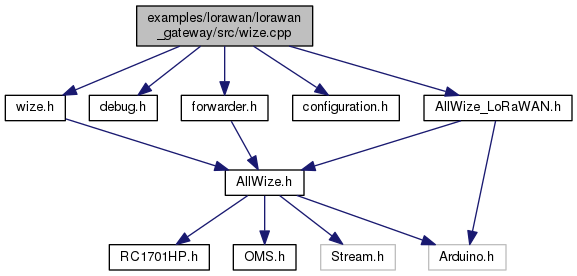 examples/lorawan/lorawan
_gateway/src/wize.cpp
wize.h
debug.h
forwarder.h
configuration.h
AllWize_LoRaWAN.h
AllWize.h
RC1701HP.h
OMS.h
Stream.h
Arduino.h